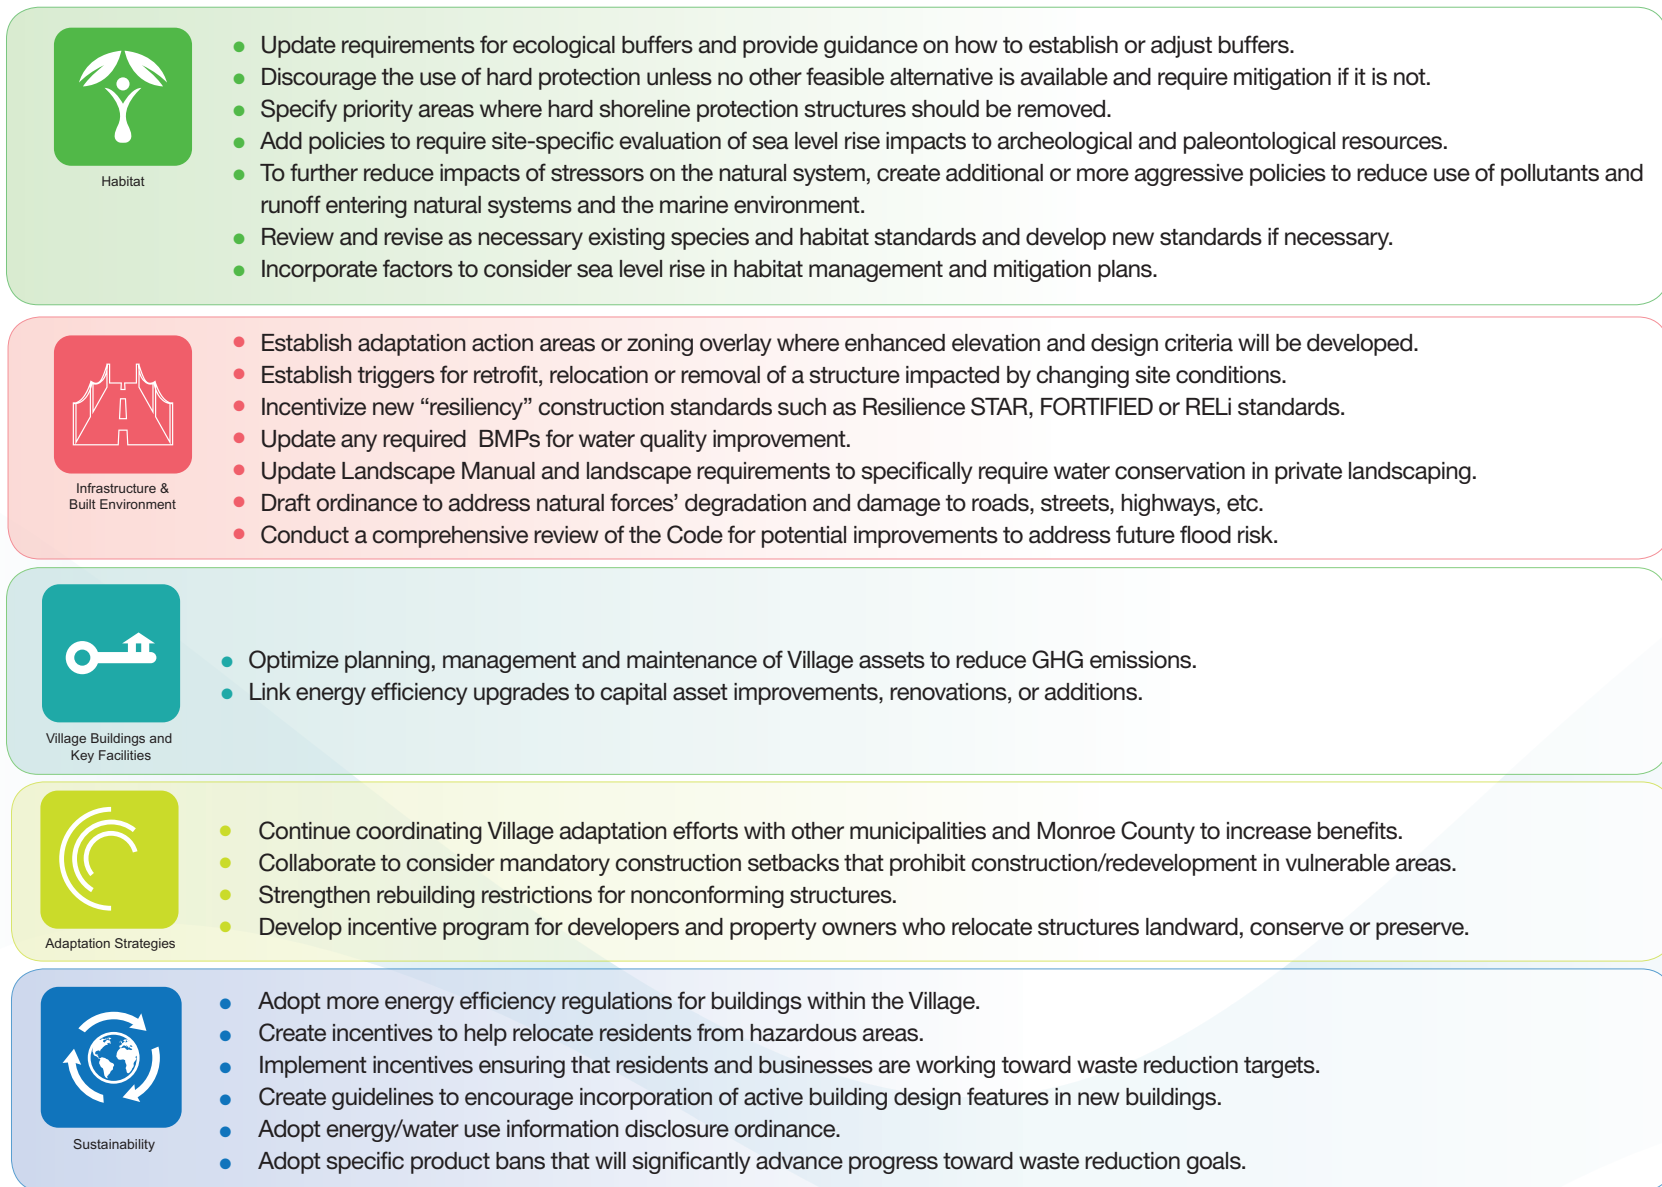 Habitat
Update requirements for ecological buffers and provide guidance on how to establish or adjust buffers.
Discourage the use of hard protection unless no other feasible alternative is available and require mitigation if it is not.
Specify priority areas where hard shoreline protection structures should be removed.
Add policies to require site-specific evaluation of sea level rise impacts to archeological and paleontological resources.
To further reduce impacts of stressors on the natural system, create additional or more aggressive policies to reduce use of pollutants and
runoff entering natural systems and the marine environment.
Review and revise as necessary existing species and habitat standards and develop new standards if necessary.
Incorporate factors to consider sea level rise in habitat management and mitigation plans.
Infrastructure &
Built Environment
Establish adaptation action areas or zoning overlay where enhanced elevation and design criteria will be developed.
Establish triggers for retrofit, relocation or removal of a structure impacted by changing site conditions.
Incentivize new “resiliency” construction standards such as Resilience STAR, FORTIFIED or RELi standards.
Update any required BMPs for water quality improvement.
Update Landscape Manual and landscape requirements to specifically require water conservation in private landscaping.
Draft ordinance to address natural forces’ degradation and damage to roads, streets, highways, etc.
Conduct a comprehensive review of the Code for potential improvements to address future flood risk.
Village Buildings and
Key Facilities
Optimize planning, management and maintenance of Village assets to reduce GHG emissions.
Link energy efficiency upgrades to capital asset improvements, renovations, or additions.
Adaptation Strategies
Continue coordinating Village adaptation efforts with other municipalities and Monroe County to increase benefits.
Collaborate to consider mandatory construction setbacks that prohibit construction/redevelopment in vulnerable areas.
Strengthen rebuilding restrictions for nonconforming structures.
Develop incentive program for developers and property owners who relocate structures landward, conserve or preserve.
Sustainability
Adopt more energy efficiency regulations for buildings within the Village.
Create incentives to help relocate residents from hazardous areas.
Implement incentives ensuring that residents and businesses are working toward waste reduction targets.
Create guidelines to encourage incorporation of active building design features in new buildings.
Adopt energy/water use information disclosure ordinance.
Adopt specific product bans that will significantly advance progress toward waste reduction goals.